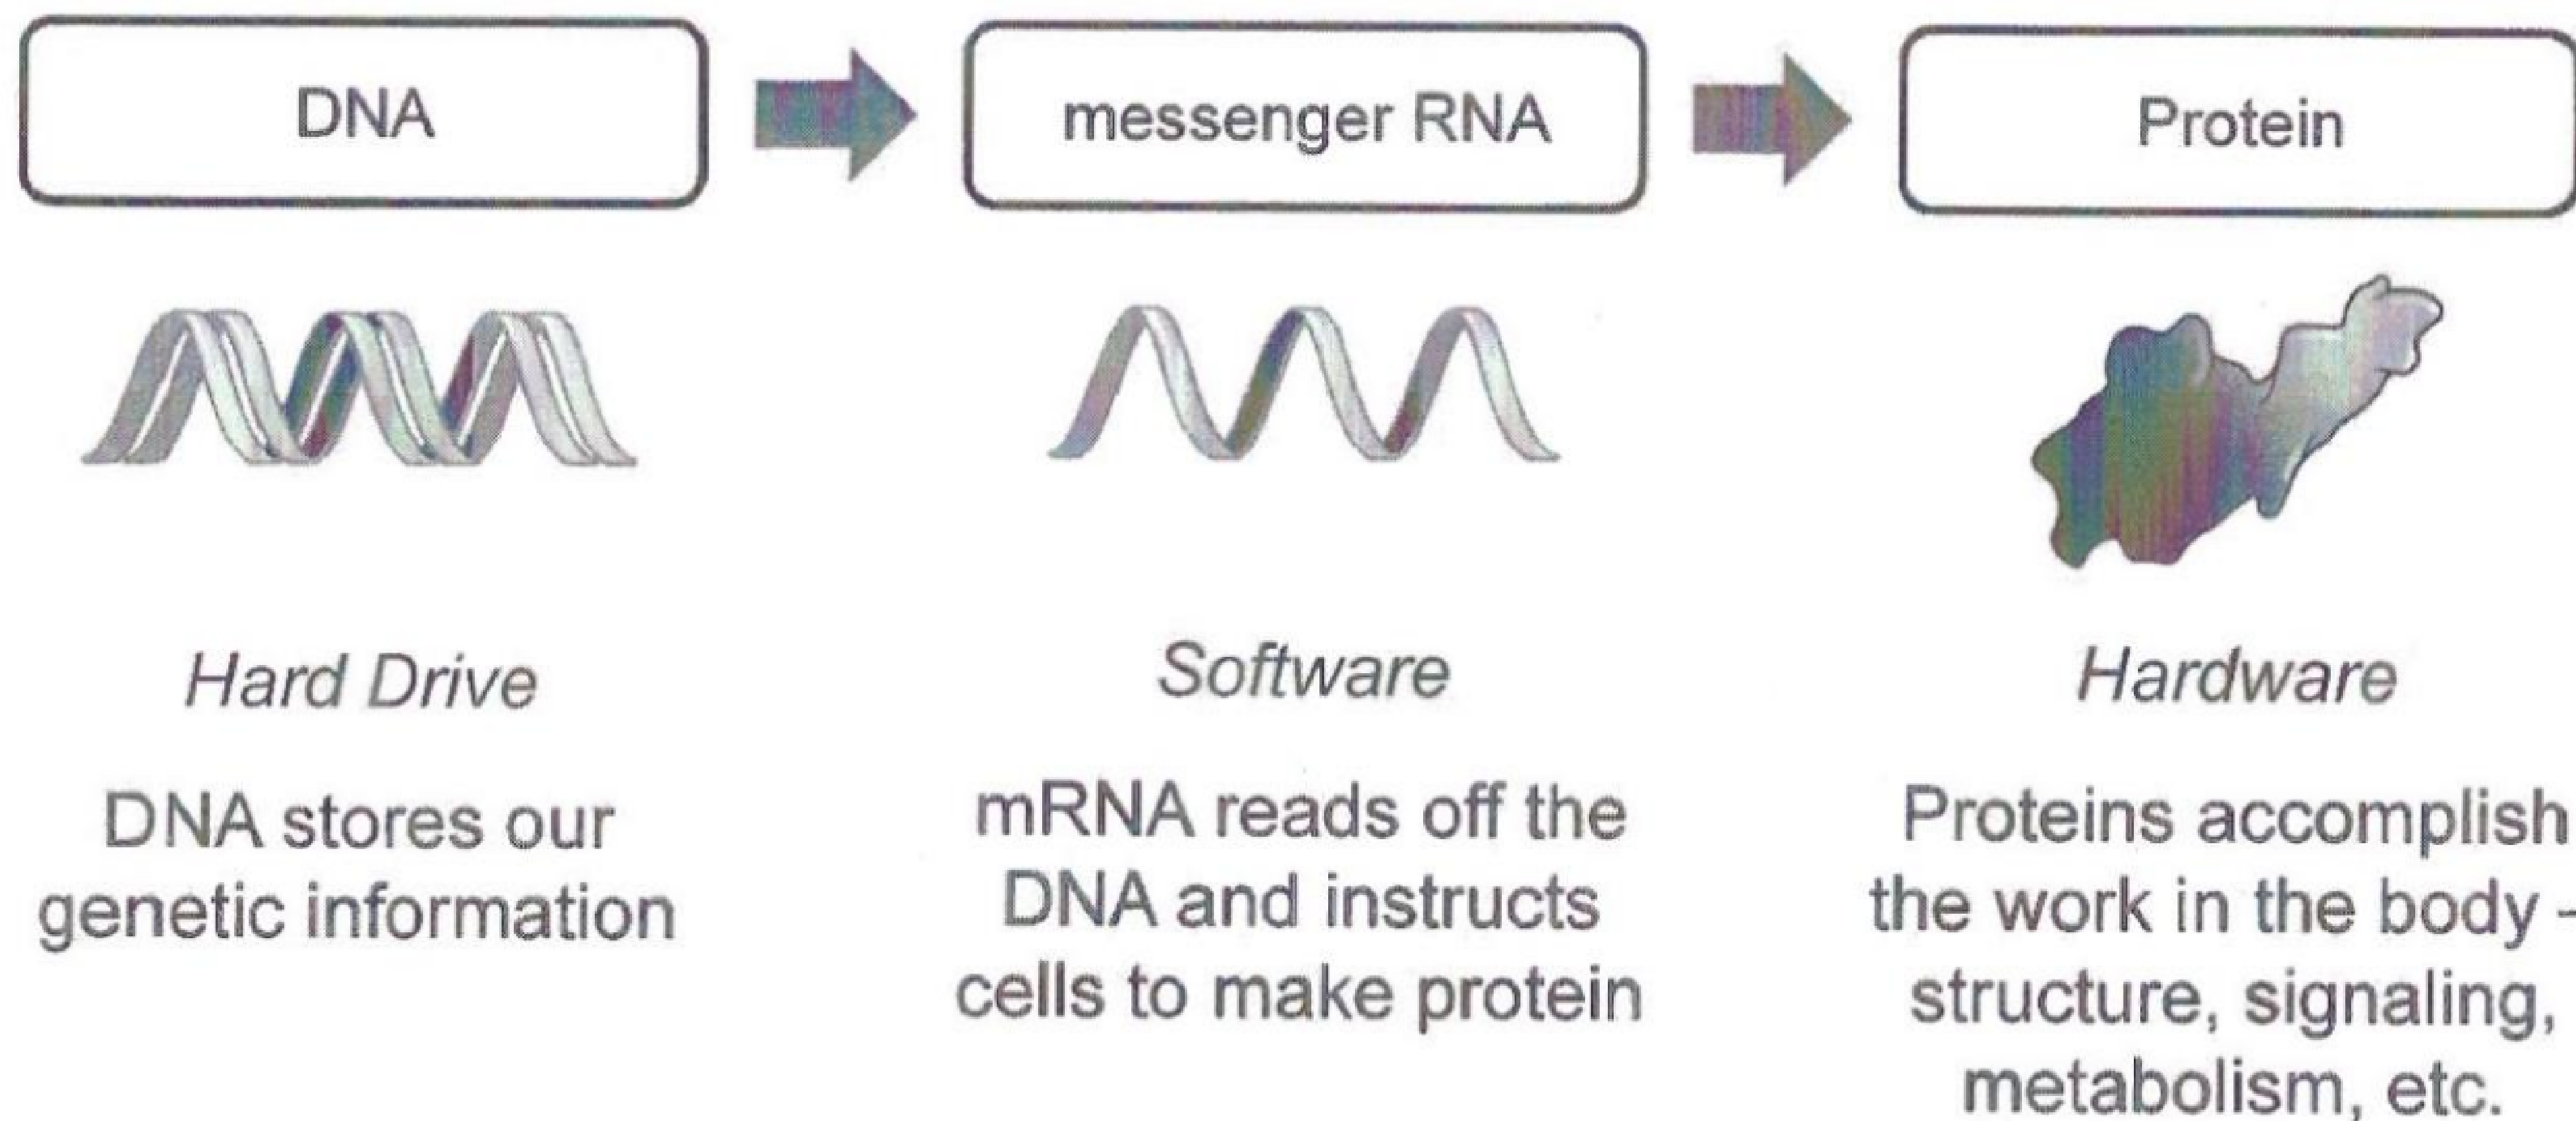 DNA
messenger RNA
Protein
Hard Drive
Software
Hardware
DNA stores our
genetic information
mRNA reads off the
DNA and instructs
cells to make protein
Proteins accomplish
the work in the body -
structure, signaling,
metabolism, etc.